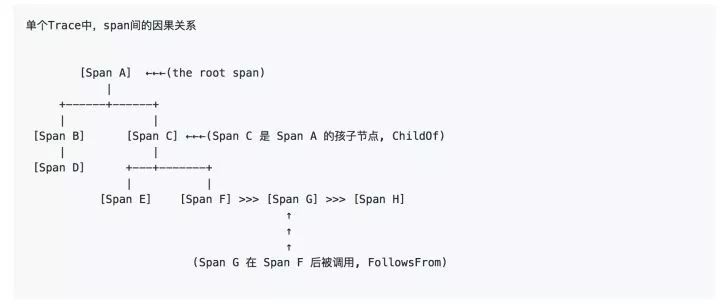 单个Trace中，span间的因果关系
[Span A] ←←←(the root span)
|
+------+------+
| |
[Span B] [Span C] ←←←(Span C 是 Span A 的孩子节点, ChildOf)
| |
[Span D] +---+-------+
| |
[Span E] [Span F] >>> [Span G] >>> [Span H]
↑
↑
↑
(Span G 在 Span F 后被调用, FollowsFrom)